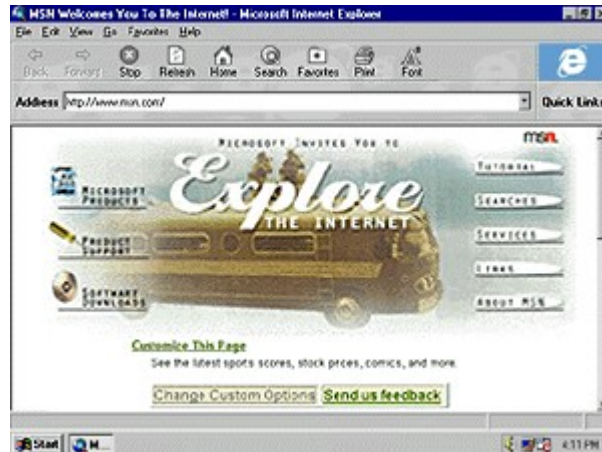 MSN Welcomes You To The Internet! - Microsoft Internet Explorer
File Edit View Go Favorites Help
Back Forward Stop Refresh Home Search Favorites Print Font
Address http://www.msn.com/ Quick Links
MICROSOFT INVITES YOU TO
Explore
THE INTERNET
msn
MICROSOFT PRODUCTS
PRODUCT SUPPORT
SOFTWARE DOWNLOADS
TUTORIAL
SEARCHES
SERVICES
LINKS
ABOUT MSN
Customize This Page
See the latest sports scores, stock prices, comics, and more.
Change Custom Options Send us feedback
Start M... 4:11 PM